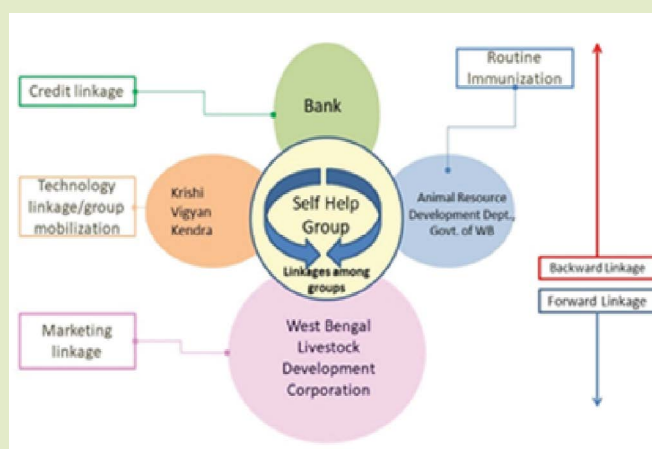 Routine
Immunization
Credit linkage
Bank
Technology
linkage/group
mobilization
Krishi
Vigyan
Kendra
Self Help
Group
Linkages among
groups
Animal Resource
Development Dept.,
Govt. of WB
Backward Linkage
Forward Linkage
Marketing
linkage
West Bengal
Livestock
Development
Corporation